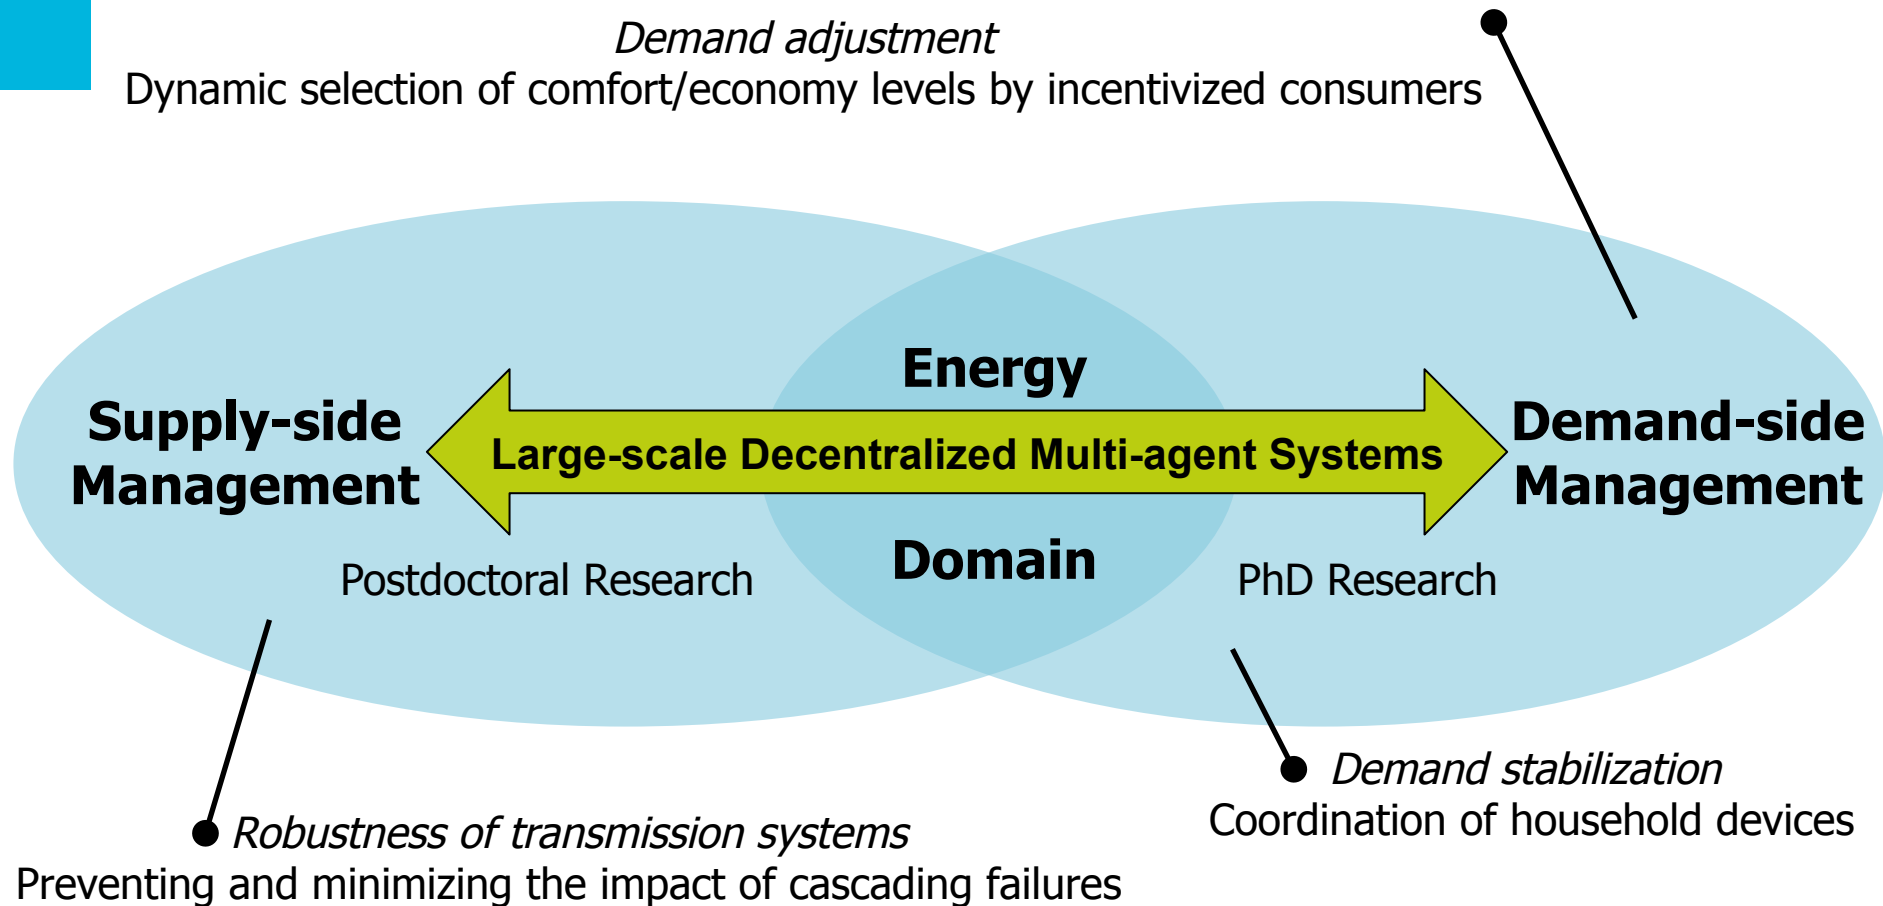 Demand adjustment
Dynamic selection of comfort/economy levels by incentivized consumers
Energy
Supply-side
Management
Large-scale Decentralized Multi-agent Systems
Demand-side
Management
Domain
Postdoctoral Research
PhD Research
Demand stabilization
Coordination of household devices
Robustness of transmission systems
Preventing and minimizing the impact of cascading failures